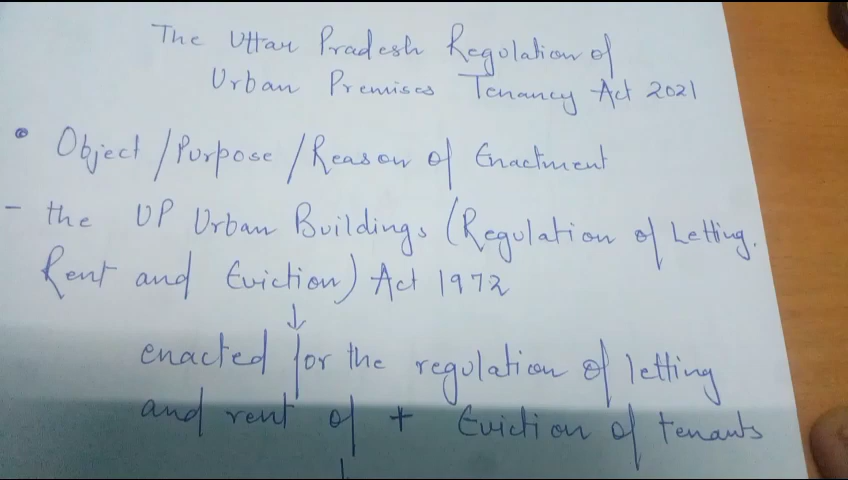 The Uttar Pradesh Regulation of
Urban Premises Tenancy Act 2021
• Object/Purpose/Reason of Enactment
- the UP Urban Buildings (Regulation of Letting.
Rent and Eviction) Act 1972
↓
enacted for the regulation of letting
and rent of + Eviction of tenants